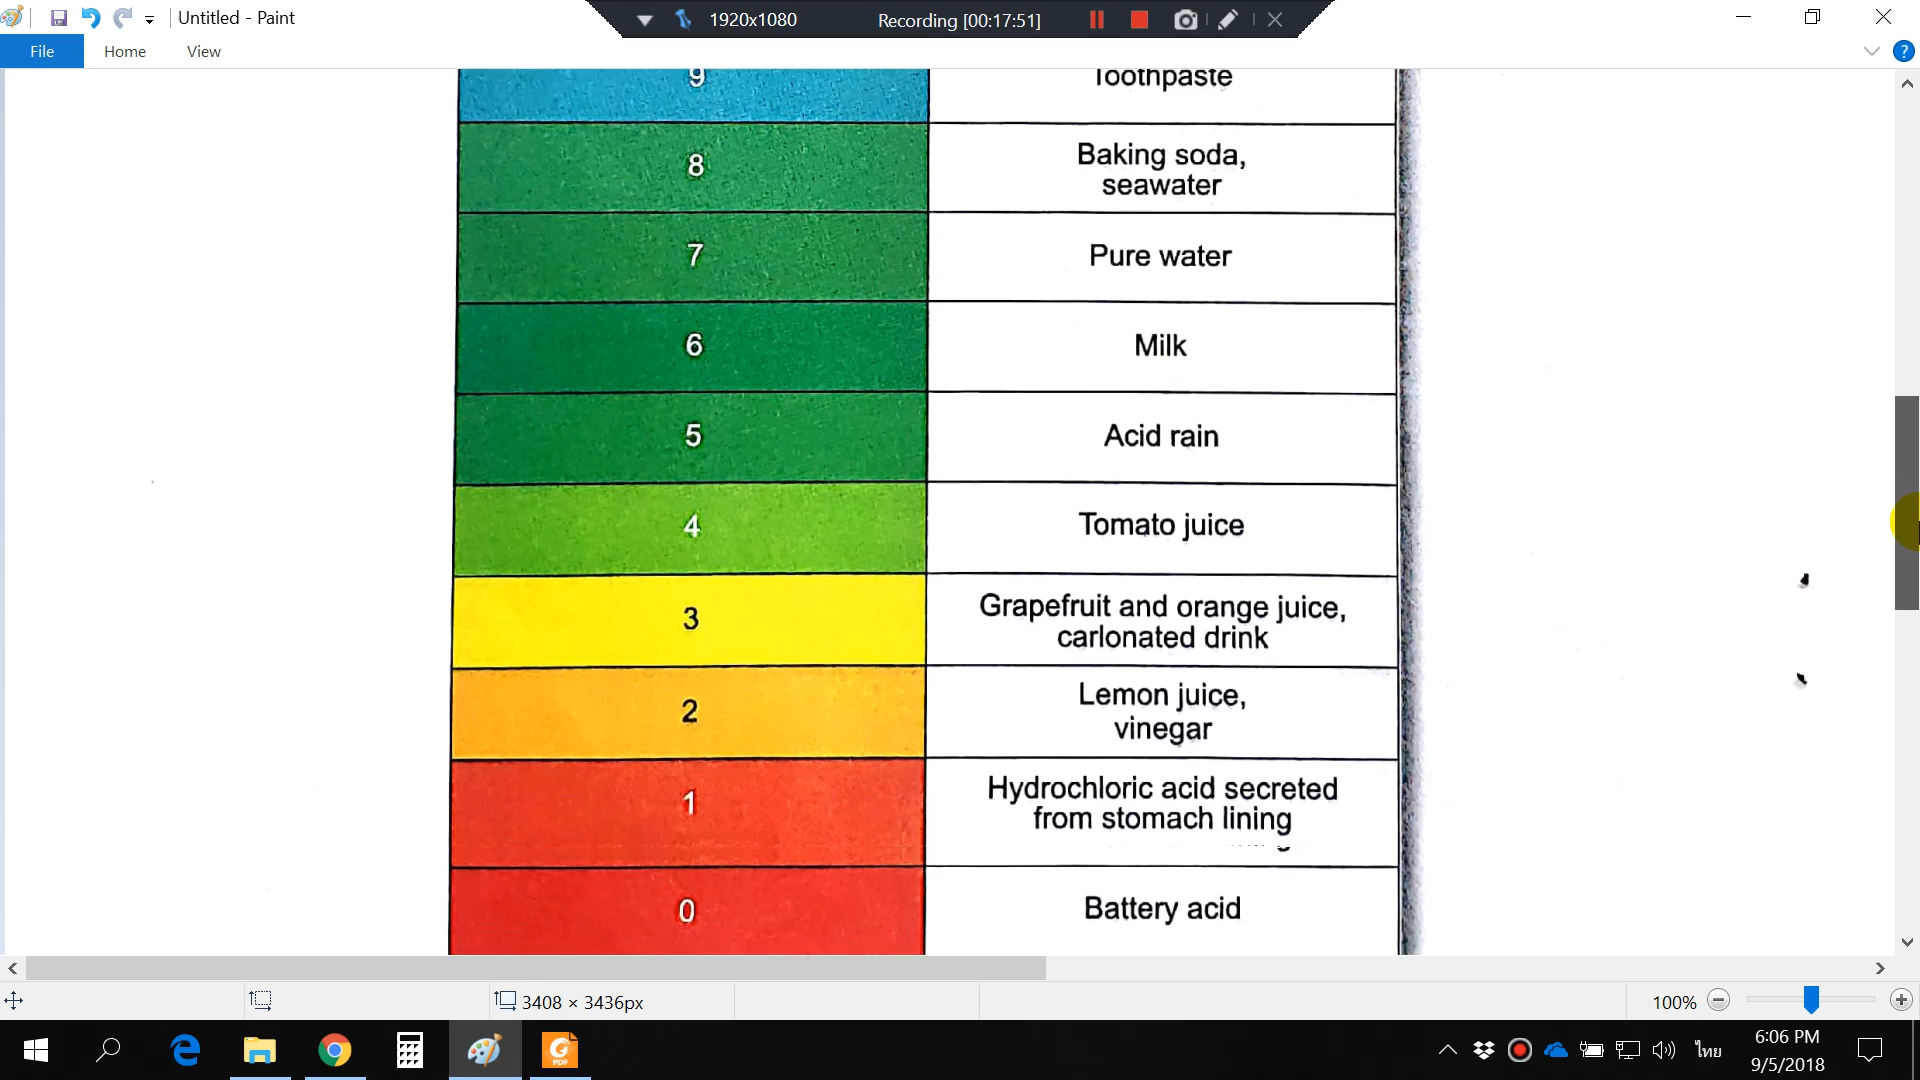 Untitled - Paint
1920x1080
Recording [00:17:51]
File
Home
View
?
9
Toothpaste
8
Baking soda,
seawater
7
Pure water
6
Milk
5
Acid rain
4
Tomato juice
3
Grapefruit and orange juice,
carlonated drink
2
Lemon juice,
vinegar
1
Hydrochloric acid secreted
from stomach lining
0
Battery acid
3408 × 3436px
100%
PDF
ไทย
6:06 PM
9/5/2018